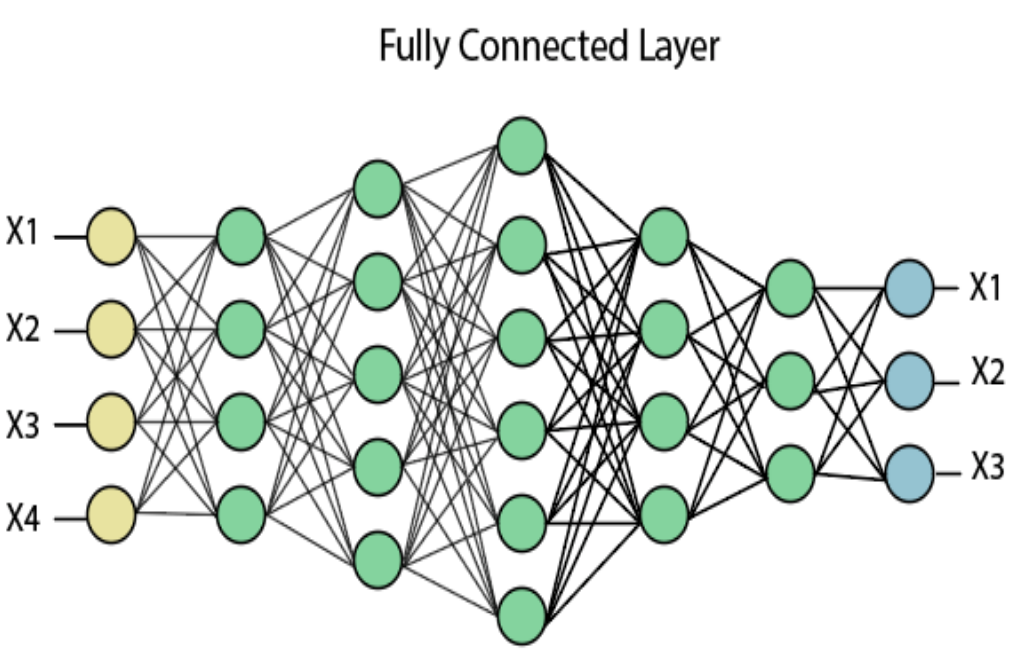 Fully Connected Layer
X1
X2
X3
X4
X1
X2
X3